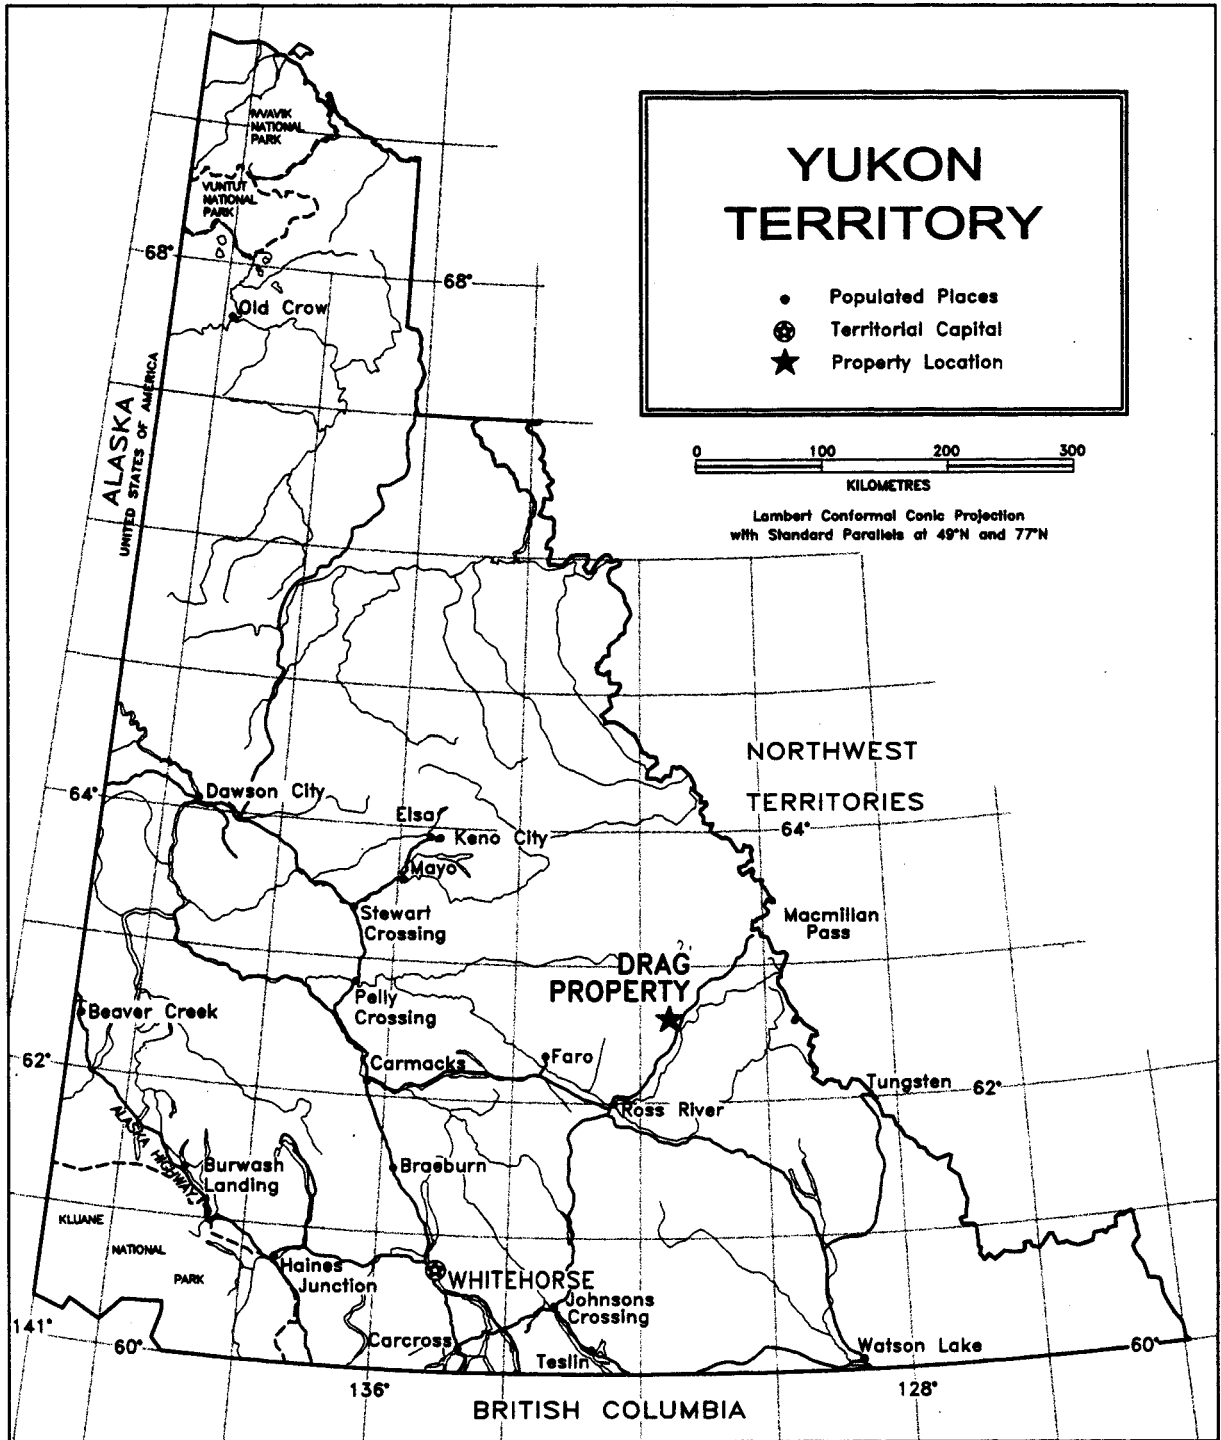 IVVAVIK
NATIONAL
PARK
VUNTUT
NATIONAL
PARK
YUKON
TERRITORY
Populated Places
Territorial Capital
Property Location
68°
68°
Old Crow
ALASKA
UNITED STATES OF AMERICA
0 100 200 300
KILOMETRES
Lambert Conformal Conic Projection
with Standard Parallels at 49°N and 77°N
NORTHWEST
TERRITORIES
64°
Dawson City
Elsa
Keno City
64°
Mayo
Stewart
Crossing
Macmillan
Pass
DRAG
PROPERTY
Pelly
Crossing
Beaver Creek
62°
Carmacks
Faro
Tungsten
62°
Ross River
ALASKA HIGHWAY
Burwash
Landing
Braeburn
KLUANE
NATIONAL
PARK
Haines
Junction
WHITEHORSE
Johnsons
Crossing
141°
60°
Carcross
Teslin
Watson Lake
60°
136°
128°
BRITISH COLUMBIA